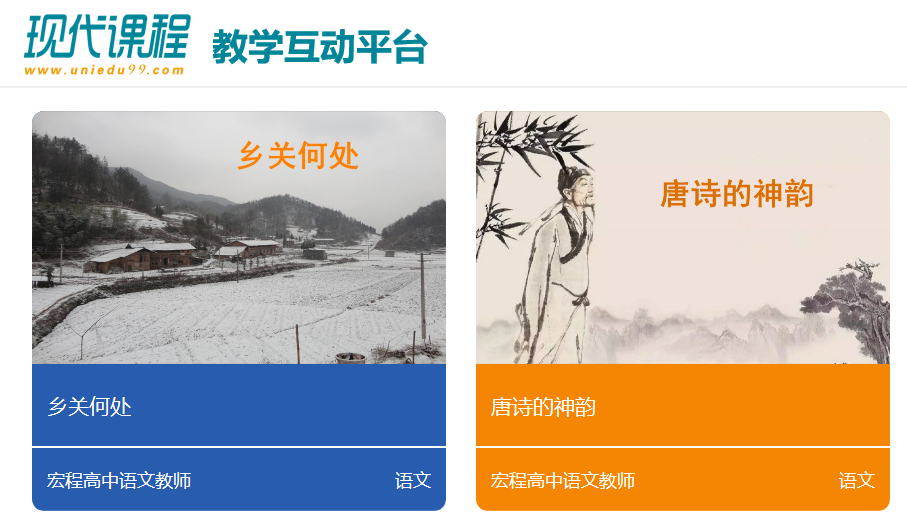 现代课程
www.uniedu99.com
教学互动平台
乡关何处
唐诗的神韵
乡关何处
宏程高中语文教师 语文
唐诗的神韵
宏程高中语文教师 语文